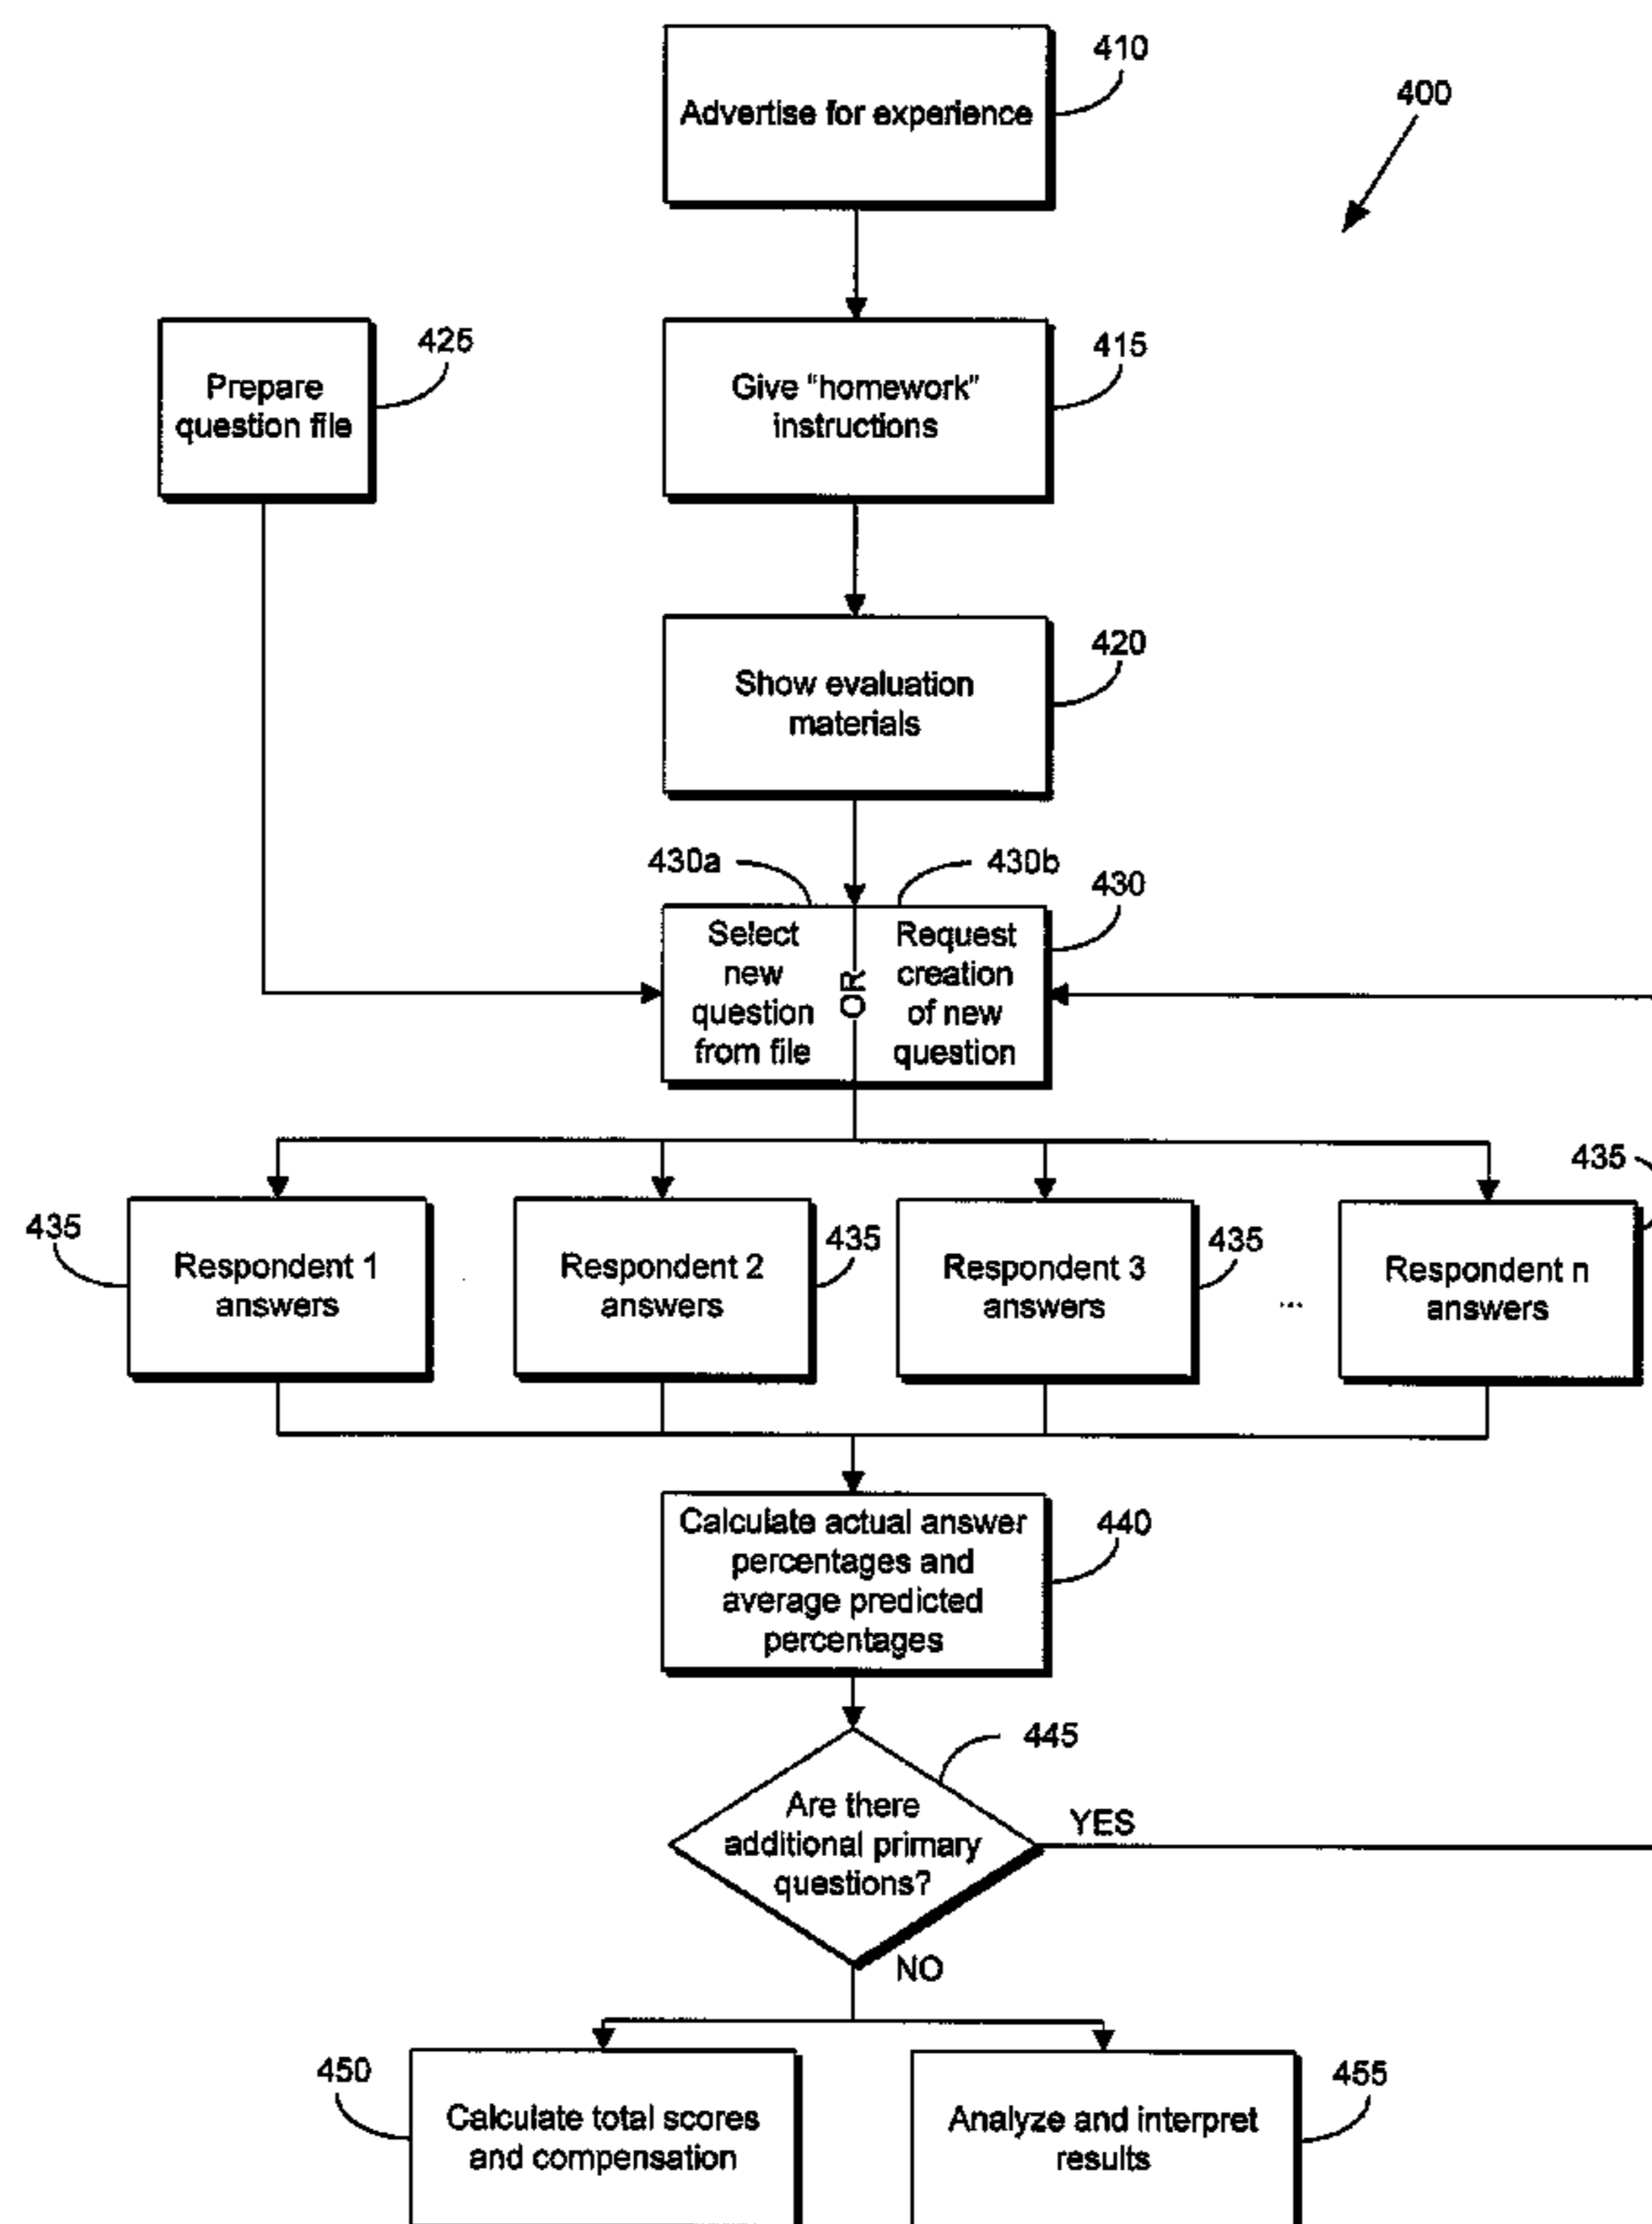 410
Advertise for experience
400
425
Prepare
question file
415
Give "homework"
instructions
420
Show evaluation
materials
430a
430b
430
Select
new
question
from file
OR
Request
creation
of new
question
435
Respondent 1
answers
435
Respondent 2
answers
435
Respondent 3
answers
...
435
Respondent n
answers
440
Calculate actual answer
percentages and
average predicted
percentages
445
Are there
additional primary
questions?
YES
NO
450
Calculate total scores
and compensation
455
Analyze and interpret
results